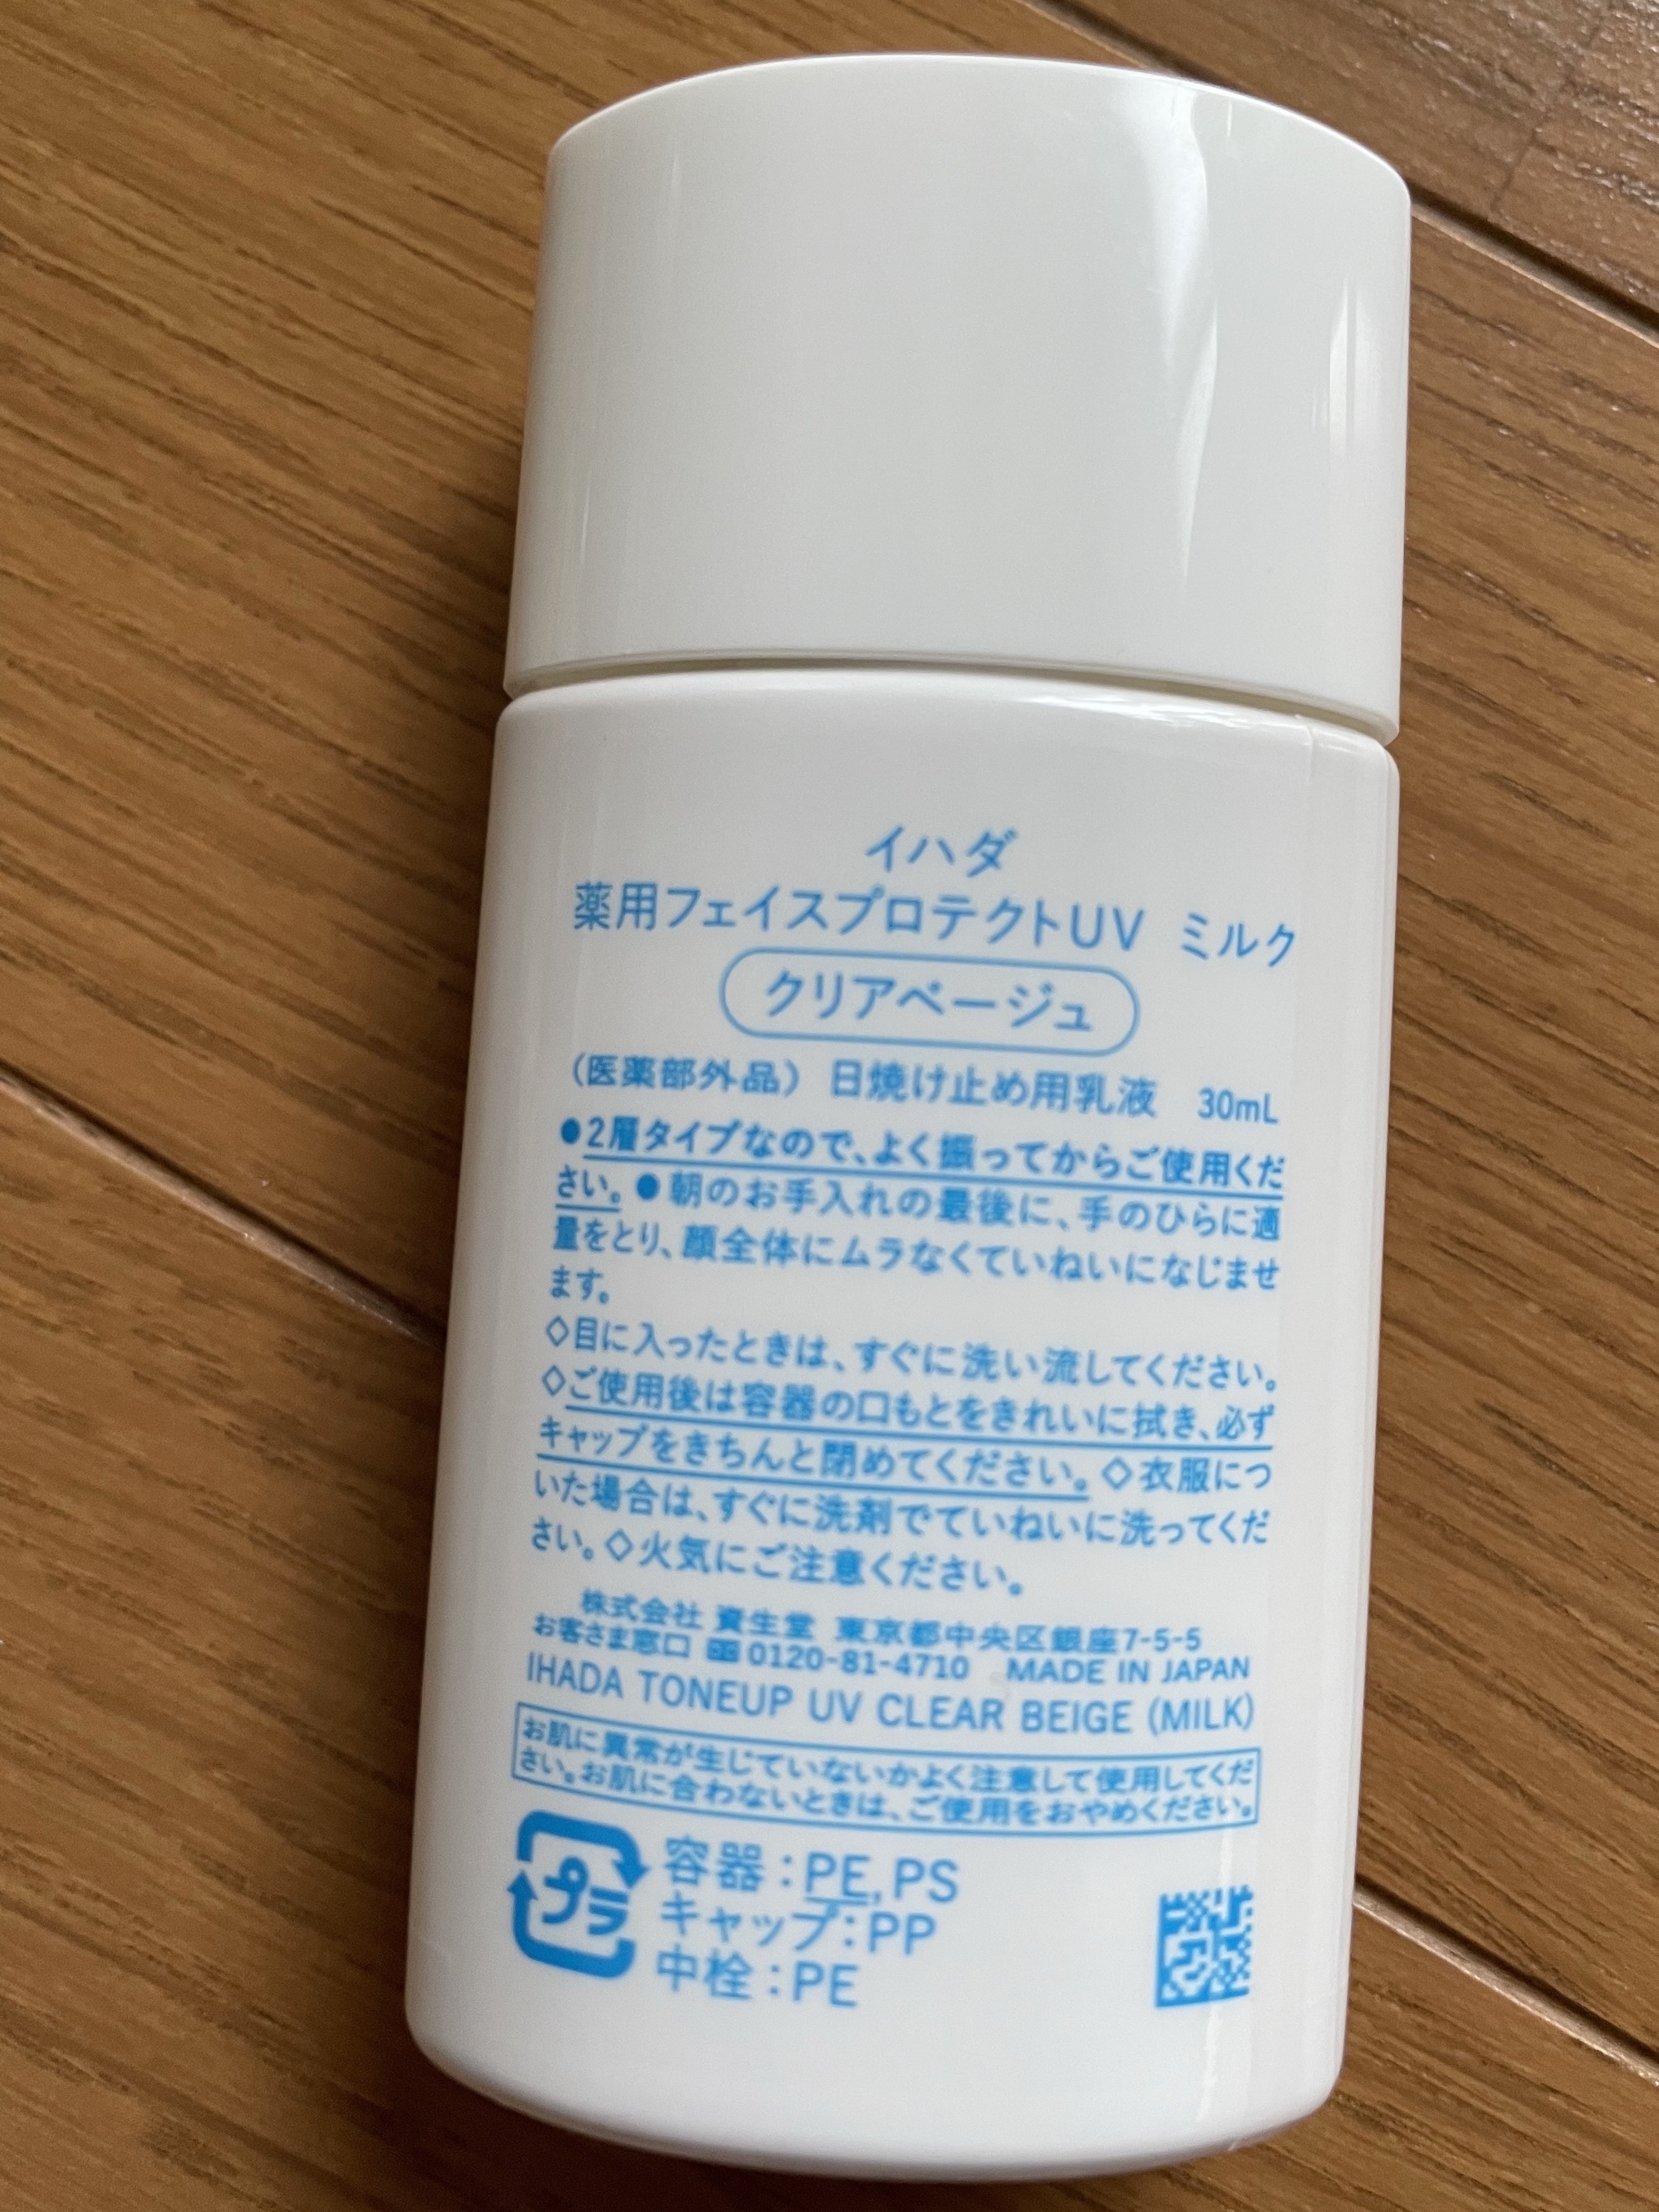 イハダ
薬用フェイスプロテクトUV ミルク
クリアベージュ
(医薬部外品) 日焼け止め用乳液 30mL
●2層タイプなので、よく振ってからご使用くだ
さい。●朝のお手入れの最後に、手のひらに適
量をとり、顔全体にムラなくていねいになじませ
ます。
◇目に入ったときは、すぐに洗い流してください。
◇ご使用後は容器の口もとをきれいに拭き、必ず
キャップをきちんと閉めてください。◇衣服につ
いた場合は、すぐに洗剤でていねいに洗ってくだ
さい。◇火気にご注意ください。
株式会社 資生堂 東京都中央区銀座7-5-5
お客さま窓口 0120-81-4710 MADE IN JAPAN
IHADA TONEUP UV CLEAR BEIGE (MILK)
お肌に異常が生じていないかよく注意して使用してくだ
さい。お肌に合わないときは、ご使用をおやめください。
プラ
容器:PE,PS
キャップ:PP
中栓:PE